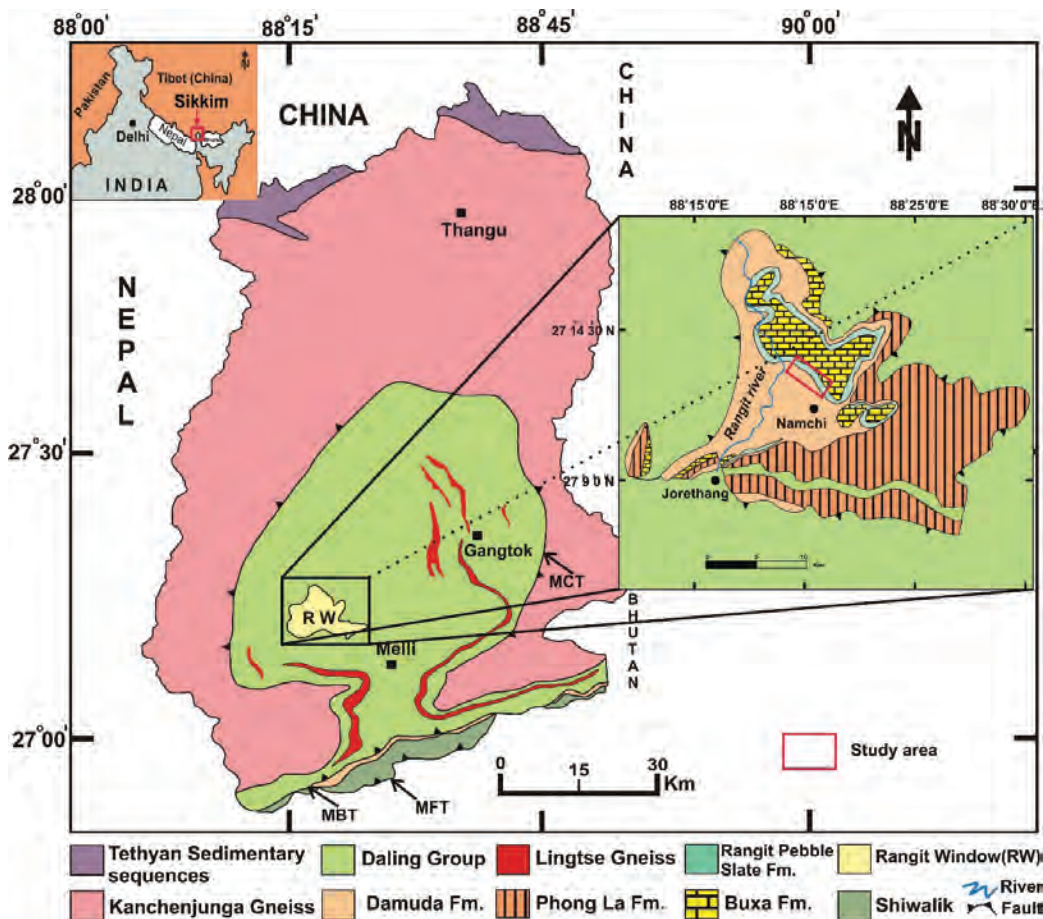 88°00'
88°15'
88°45'
90°00'
N
Pakistan
Tibet (China)
Sikkim
Delhi
Nepal
INDIA
CHINA
CHINA
N
28°00'
Thangu
NEPAL
88°15'0"E
88°15'0"E
88°25'0"E
88°30'0"E
27 14 30 N
Rangit river
Namchi
27 9 0 N
Jorethang
27°30'
Gangtok
MCT
R W
Melli
BHUTAN
27°00'
MBT
MFT
0 15 30
Km
Study area
Tethyan Sedimentary
sequences
Daling Group
Lingtse Gneiss
Rangit Pebble
Slate Fm.
Rangit Window(RW)
Kanchenjunga Gneiss
Damuda Fm.
Phong La Fm.
Buxa Fm.
Shiwalik
River
Fault